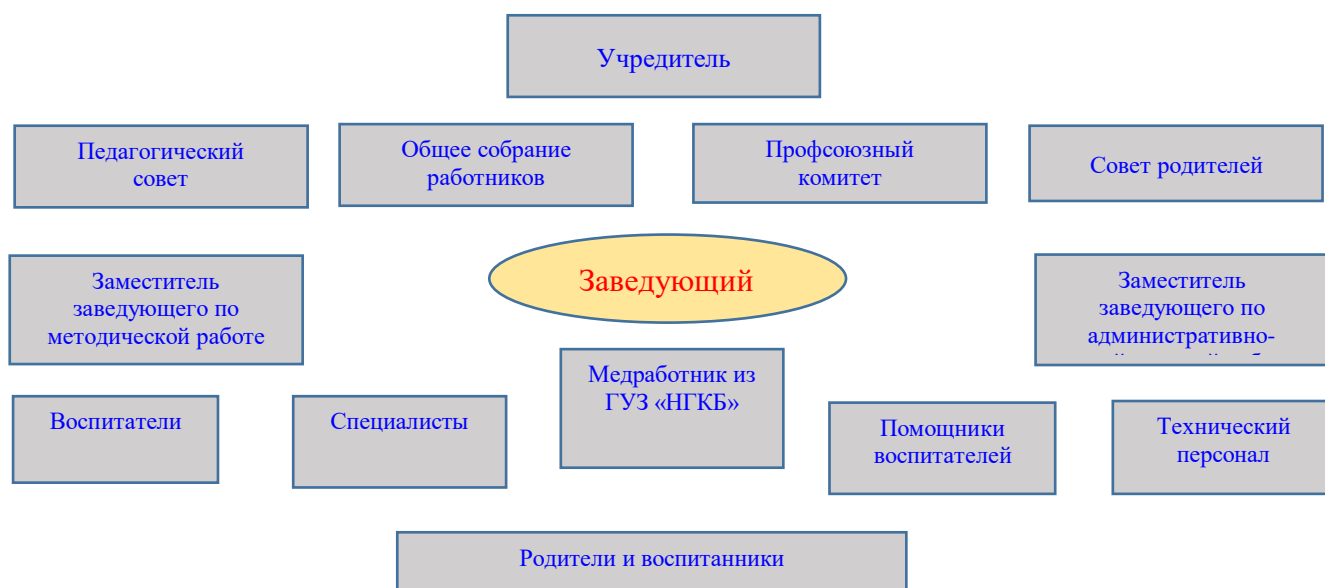 Учредитель
Педагогический
совет
Общее собрание
работников
Профсоюзный
комитет
Совет родителей
Заместитель
заведующего по
методической работе
Заведующий
Заместитель
заведующего по
административно-
Медработник из
ГУЗ «НГКБ»
Воспитатели
Специалисты
Помощники
воспитателей
Технический
персонал
Родители и воспитанники